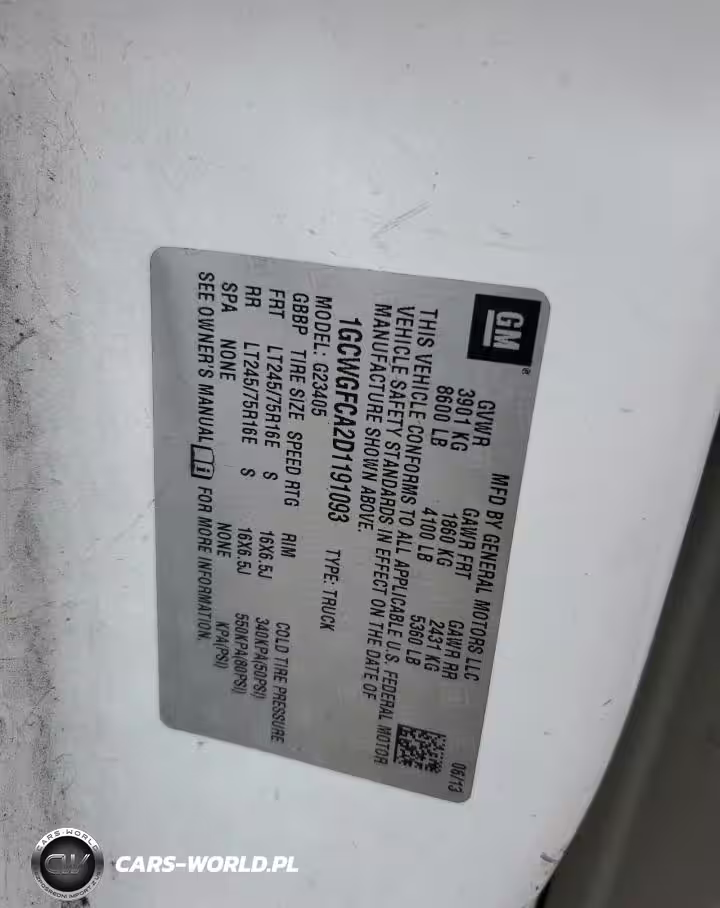 GM®
MFD BY GENERAL MOTORS LLC 06/13
GVWR GAWR FRT GAWR RR
3901 KG 1860 KG 2431 KG
8600 LB 4100 LB 5360 LB
THIS VEHICLE CONFORMS TO ALL APPLICABLE U.S. FEDERAL MOTOR
VEHICLE SAFETY STANDARDS IN EFFECT ON THE DATE OF
MANUFACTURE SHOWN ABOVE.
1GCWGFCA2D1191093 TYPE: TRUCK
MODEL: G23405
GBBP TIRE SIZE SPEED RTG RIM COLD TIRE PRESSURE
FRT LT245/75R16E S 16X6.5J 340KPA(50PSI)
RR LT245/75R16E S 16X6.5J 550KPA(80PSI)
SPA NONE NONE KPA(PSI)
SEE OWNER'S MANUAL FOR MORE INFORMATION.
CARS-WORLD
CW
CARS-WORLD.PL